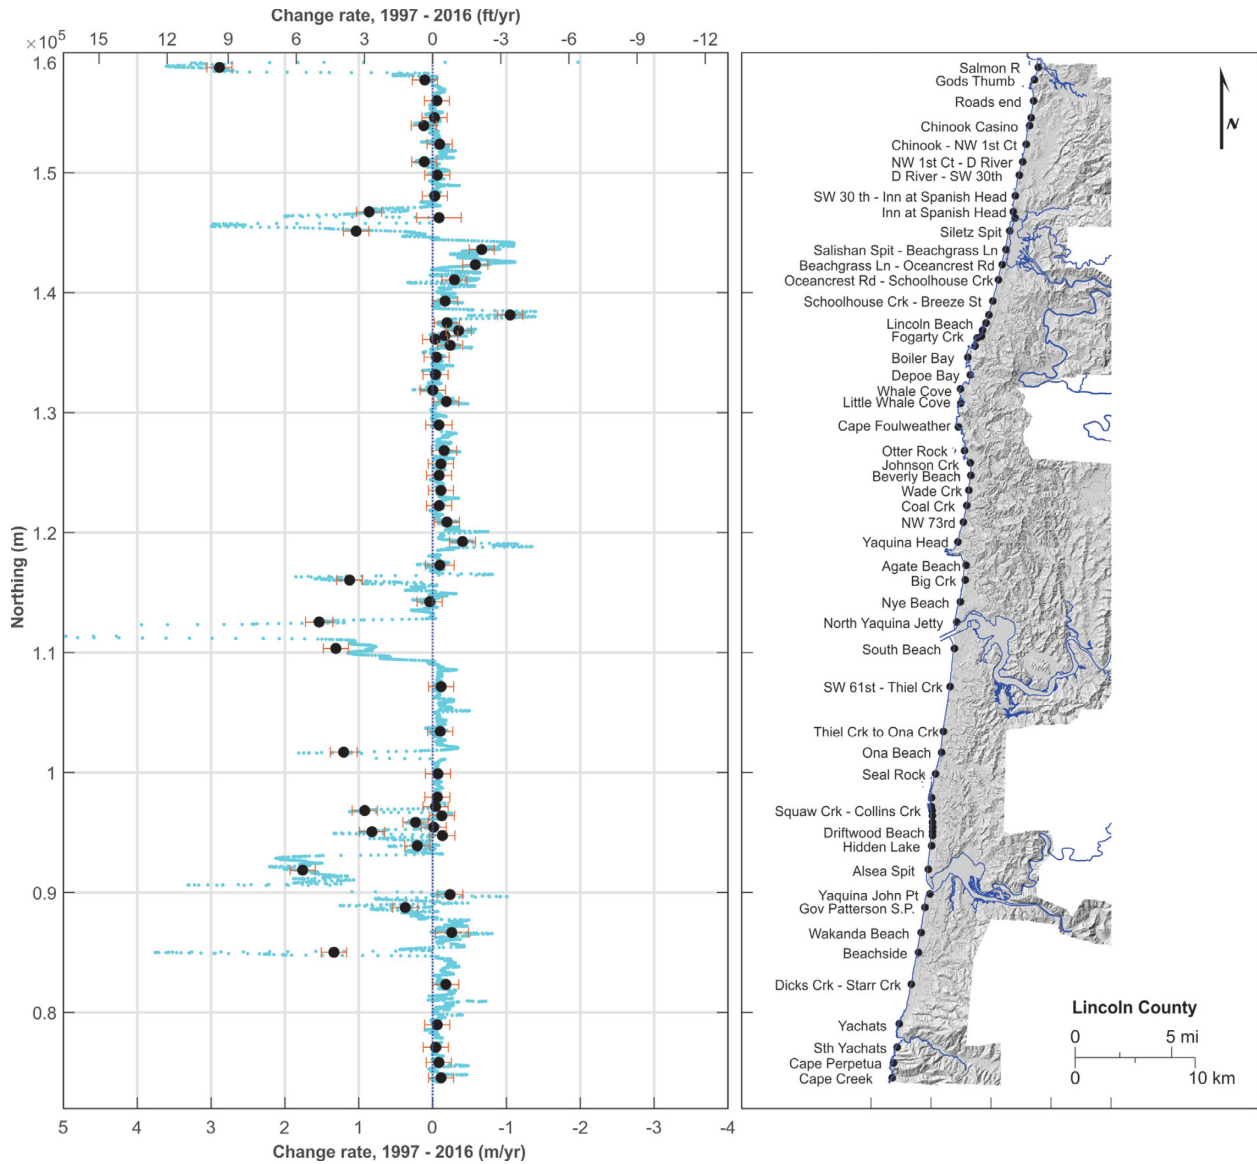 Change rate, 1997 - 2016 (ft/yr)
×10⁵
15 12 9 6 3 0 -3 -6 -9 -12
1.6
1.5
1.4
1.3
1.2
1.1
1
0.9
0.8
Northing (m)
5 4 3 2 1 0 -1 -2 -3 -4
Change rate, 1997 - 2016 (m/yr)
Salmon R
Gods Thumb
Roads end
Chinook Casino
Chinook - NW 1st Ct
NW 1st Ct - D River
D River - SW 30th
SW 30 th - Inn at Spanish Head
Inn at Spanish Head
Siletz Spit
Salishan Spit - Beachgrass Ln
Beachgrass Ln - Oceancrest Rd
Oceancrest Rd - Schoolhouse Crk
Schoolhouse Crk - Breeze St
Lincoln Beach
Fogarty Crk
Boiler Bay
Depoe Bay
Whale Cove
Little Whale Cove
Cape Foulweather
Otter Rock
Johnson Crk
Beverly Beach
Wade Crk
Coal Crk
NW 73rd
Yaquina Head
Agate Beach
Big Crk
Nye Beach
North Yaquina Jetty
South Beach
SW 61st - Thiel Crk
Thiel Crk to Ona Crk
Ona Beach
Seal Rock
Squaw Crk - Collins Crk
Driftwood Beach
Hidden Lake
Alsea Spit
Yaquina John Pt
Gov Patterson S.P.
Wakanda Beach
Beachside
Dicks Crk - Starr Crk
Yachats
Sth Yachats
Cape Perpetua
Cape Creek
N
Lincoln County
0 5 mi
0 10 km